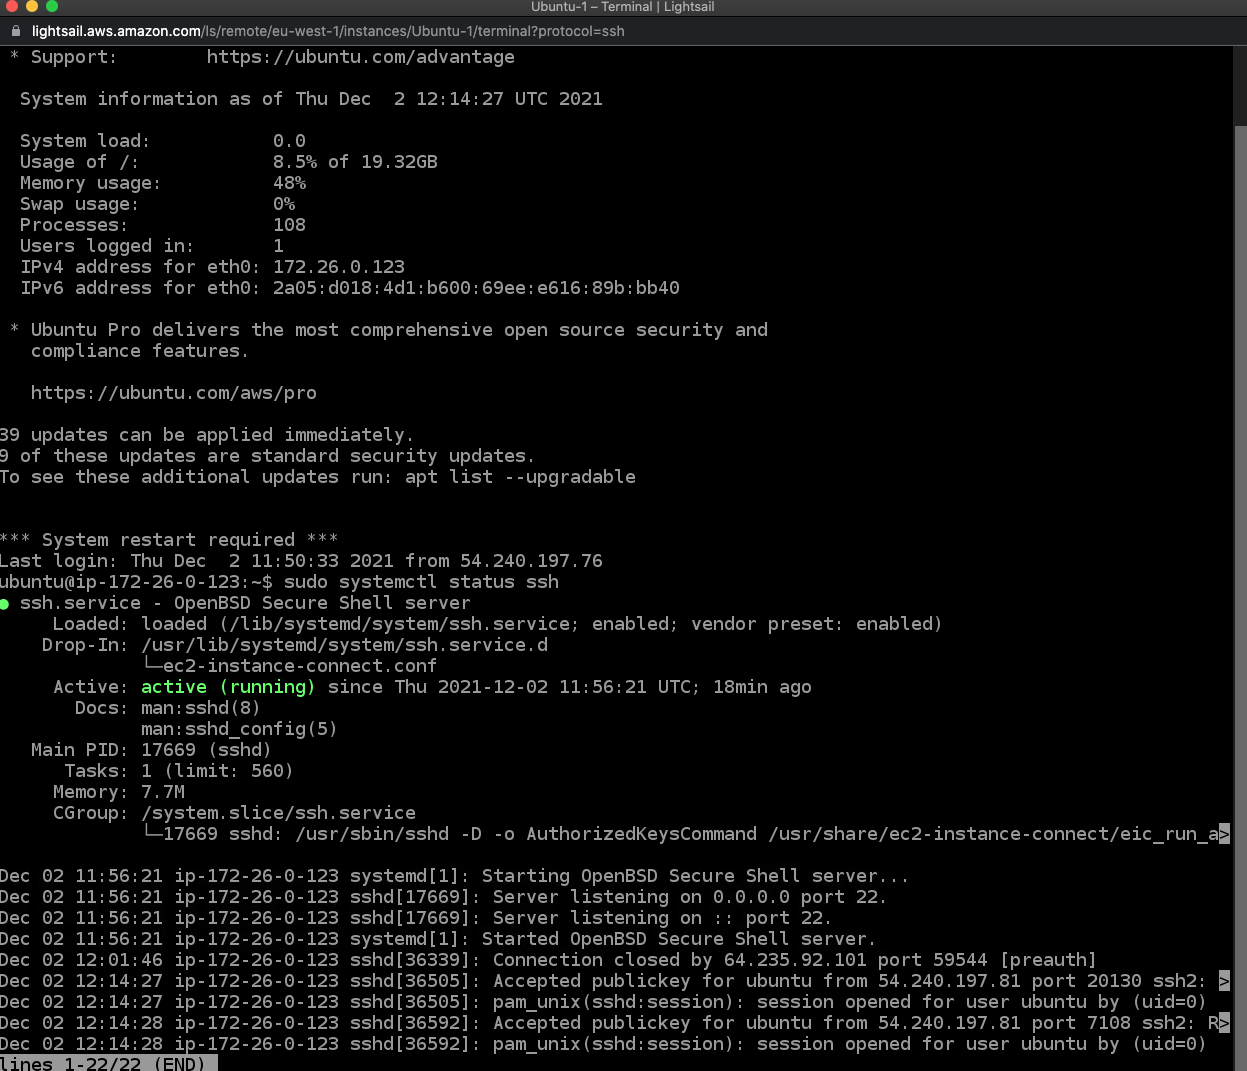 Ubuntu-1 – Terminal | Lightsail
lightsail.aws.amazon.com/ls/remote/eu-west-1/instances/Ubuntu-1/terminal?protocol=ssh
 * Support:        https://ubuntu.com/advantage
  System information as of Thu Dec  2 12:14:27 UTC 2021
  System load:           0.0
  Usage of /:            8.5% of 19.32GB
  Memory usage:          48%
  Swap usage:            0%
  Processes:             108
  Users logged in:       1
  IPv4 address for eth0: 172.26.0.123
  IPv6 address for eth0: 2a05:d018:4d1:b600:69ee:e616:89b:bb40
 * Ubuntu Pro delivers the most comprehensive open source security and
   compliance features.
   https://ubuntu.com/aws/pro
39 updates can be applied immediately.
9 of these updates are standard security updates.
To see these additional updates run: apt list --upgradable
*** System restart required ***
Last login: Thu Dec  2 11:50:33 2021 from 54.240.197.76
ubuntu@ip-172-26-0-123:~$ sudo systemctl status ssh
● ssh.service - OpenBSD Secure Shell server
     Loaded: loaded (/lib/systemd/system/ssh.service; enabled; vendor preset: enabled)
    Drop-In: /usr/lib/systemd/system/ssh.service.d
             └─ec2-instance-connect.conf
     Active: active (running) since Thu 2021-12-02 11:56:21 UTC; 18min ago
       Docs: man:sshd(8)
             man:sshd_config(5)
   Main PID: 17669 (sshd)
      Tasks: 1 (limit: 560)
     Memory: 7.7M
     CGroup: /system.slice/ssh.service
             └─17669 sshd: /usr/sbin/sshd -D -o AuthorizedKeysCommand /usr/share/ec2-instance-connect/eic_run_a>
Dec 02 11:56:21 ip-172-26-0-123 systemd[1]: Starting OpenBSD Secure Shell server...
Dec 02 11:56:21 ip-172-26-0-123 sshd[17669]: Server listening on 0.0.0.0 port 22.
Dec 02 11:56:21 ip-172-26-0-123 sshd[17669]: Server listening on :: port 22.
Dec 02 11:56:21 ip-172-26-0-123 systemd[1]: Started OpenBSD Secure Shell server.
Dec 02 12:01:46 ip-172-26-0-123 sshd[36339]: Connection closed by 64.235.92.101 port 59544 [preauth]
Dec 02 12:14:27 ip-172-26-0-123 sshd[36505]: Accepted publickey for ubuntu from 54.240.197.81 port 20130 ssh2: >
Dec 02 12:14:27 ip-172-26-0-123 sshd[36505]: pam_unix(sshd:session): session opened for user ubuntu by (uid=0)
Dec 02 12:14:28 ip-172-26-0-123 sshd[36592]: Accepted publickey for ubuntu from 54.240.197.81 port 7108 ssh2: R>
Dec 02 12:14:28 ip-172-26-0-123 sshd[36592]: pam_unix(sshd:session): session opened for user ubuntu by (uid=0)
lines 1-22/22 (END)